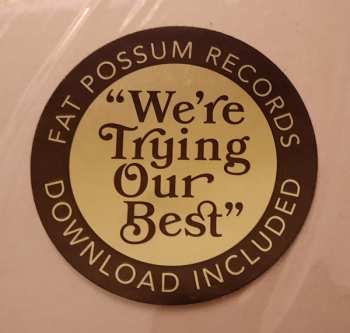 FAT POSSUM RECORDS
“We're
Trying
Our
Best”
DOWNLOAD INCLUDED